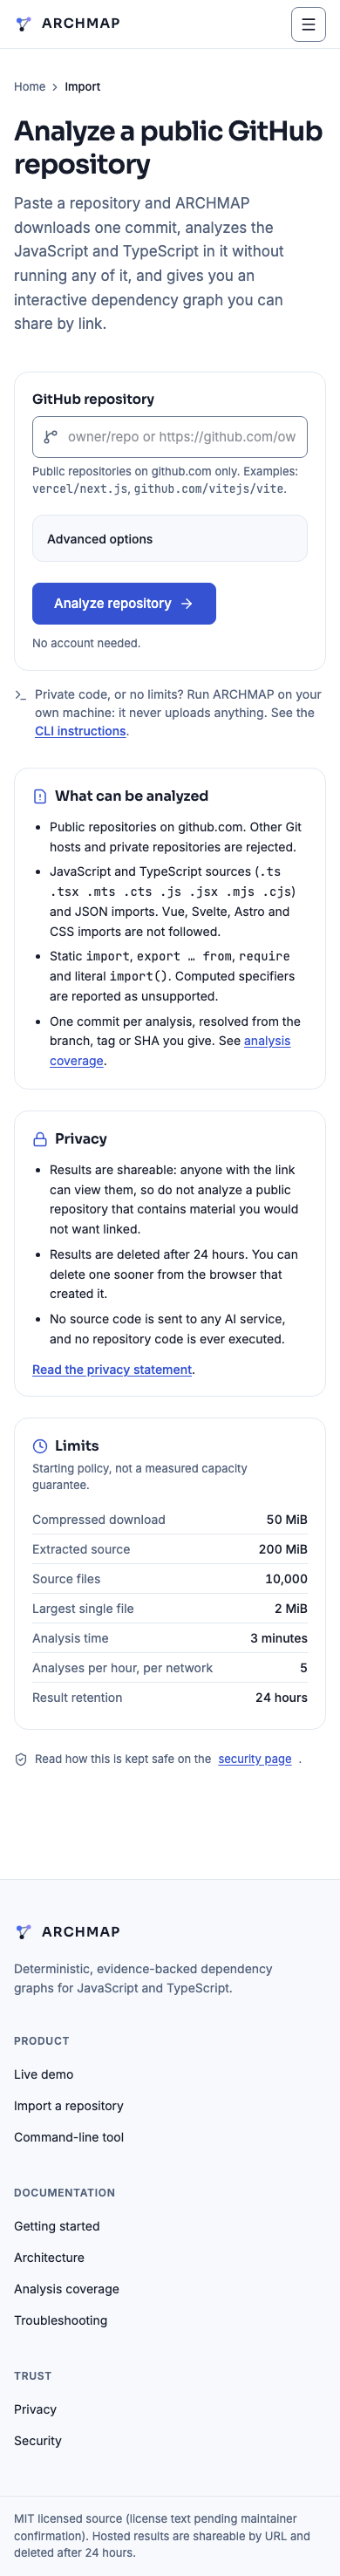 ARCHMAP
Home > Import
Analyze a public GitHub
repository
Paste a repository and ARCHMAP
downloads one commit, analyzes the
JavaScript and TypeScript in it without
running any of it, and gives you an
interactive dependency graph you can
share by link.
GitHub repository
owner/repo or https://github.com/ow
Public repositories on github.com only. Examples:
vercel/next.js, github.com/vitejs/vite.
Advanced options
Analyze repository →
No account needed.
Private code, or no limits? Run ARCHMAP on your
own machine: it never uploads anything. See the
CLI instructions.
What can be analyzed
• Public repositories on github.com. Other Git
hosts and private repositories are rejected.
• JavaScript and TypeScript sources (.ts
.tsx .mts .cts .js .jsx .mjs .cjs)
and JSON imports. Vue, Svelte, Astro and
CSS imports are not followed.
• Static import, export … from, require
and literal import(). Computed specifiers
are reported as unsupported.
• One commit per analysis, resolved from the
branch, tag or SHA you give. See analysis
coverage.
Privacy
• Results are shareable: anyone with the link
can view them, so do not analyze a public
repository that contains material you would
not want linked.
• Results are deleted after 24 hours. You can
delete one sooner from the browser that
created it.
• No source code is sent to any AI service,
and no repository code is ever executed.
Read the privacy statement.
Limits
Starting policy, not a measured capacity
guarantee.
Compressed download 50 MiB
Extracted source 200 MiB
Source files 10,000
Largest single file 2 MiB
Analysis time 3 minutes
Analyses per hour, per network 5
Result retention 24 hours
Read how this is kept safe on the security page .
ARCHMAP
Deterministic, evidence-backed dependency
graphs for JavaScript and TypeScript.
PRODUCT
Live demo
Import a repository
Command-line tool
DOCUMENTATION
Getting started
Architecture
Analysis coverage
Troubleshooting
TRUST
Privacy
Security
MIT licensed source (license text pending maintainer
confirmation). Hosted results are shareable by URL and
deleted after 24 hours.